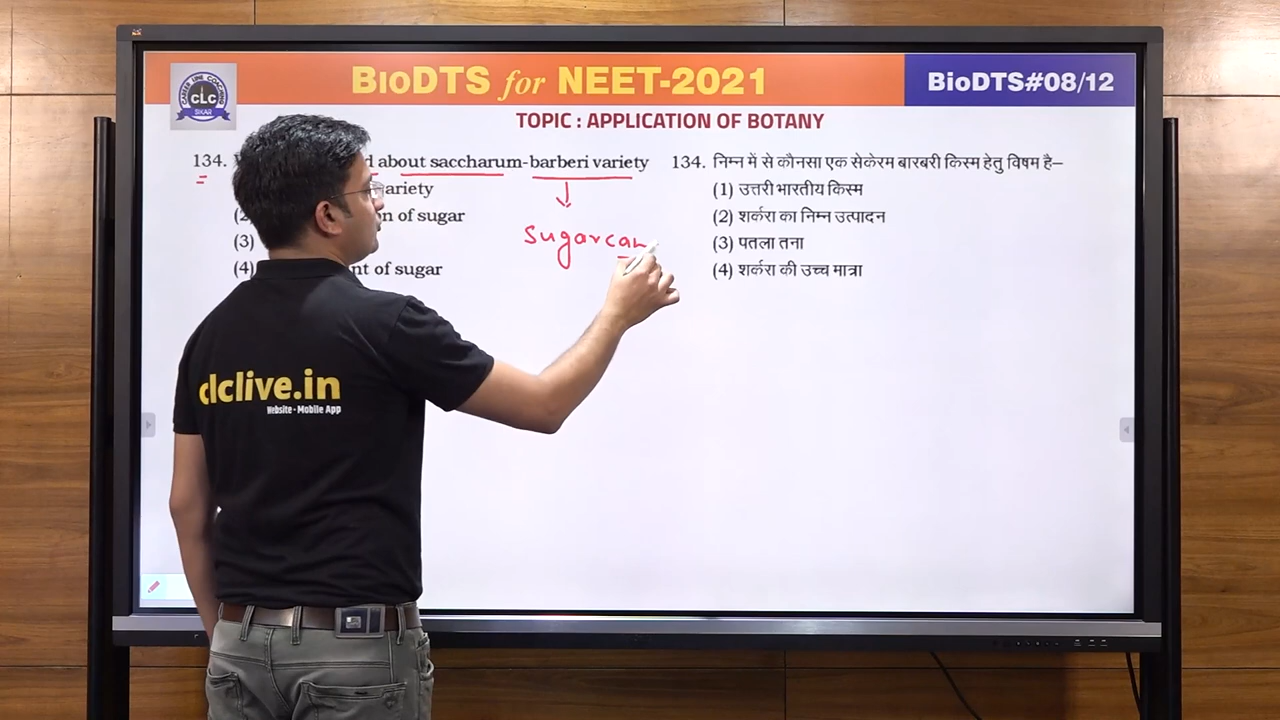 BioDTS for NEET-2021
BioDTS#08/12
CLC
SIKAR
TOPIC : APPLICATION OF BOTANY
134.
about saccharum-barberi variety
variety
of sugar
(3)
(4) of sugar
sugarcan
134. निम्न में से कौनसा एक सेकेरम बारबरी किस्म हेतु विषम है–
(1) उत्तरी भारतीय किस्म
(2) शर्करा का निम्न उत्पादन
(3) पतला तना
(4) शर्करा की उच्च मात्रा
clclive.in
Website - Mobile App